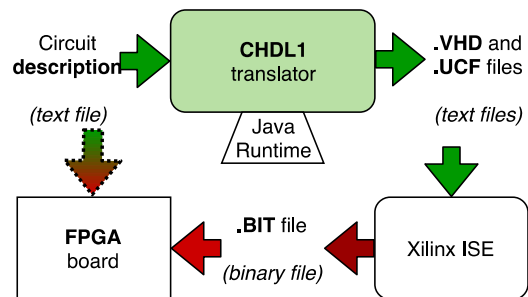 Circuit
description
(text file)
CHDL1
translator
Java
Runtime
.VHD and
.UCF files
(text files)
FPGA
board
.BIT file
(binary file)
Xilinx ISE